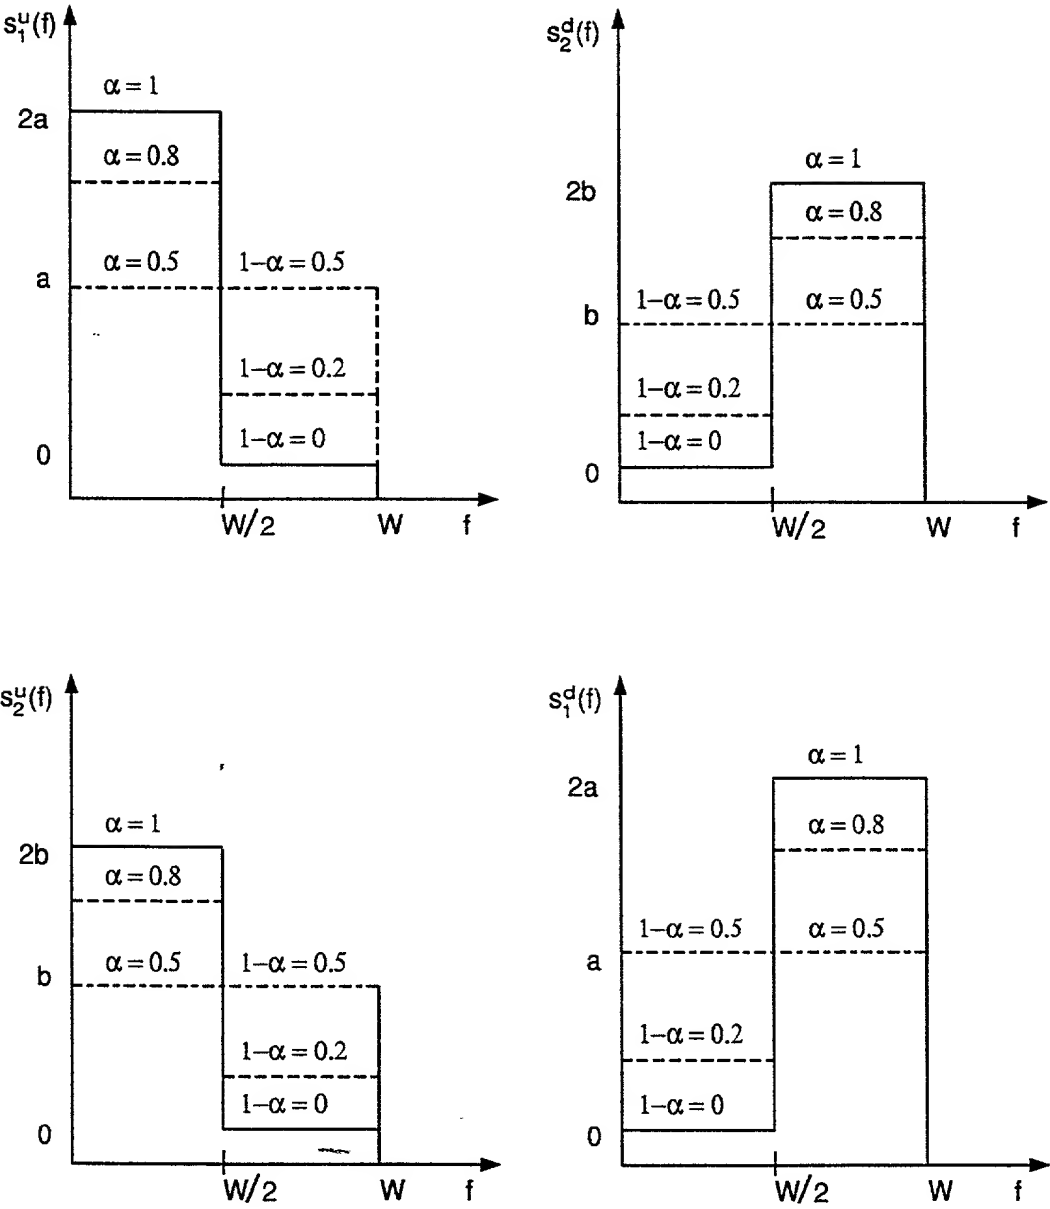 s₁ᵘ(f)
α = 1
2a
α = 0.8
α = 0.5
1–α = 0.5
a
1–α = 0.2
1–α = 0
0
W/2
W
f
s₂ᵈ(f)
α = 1
2b
α = 0.8
1–α = 0.5
α = 0.5
b
1–α = 0.2
1–α = 0
0
W/2
W
f
s₂ᵘ(f)
α = 1
2b
α = 0.8
α = 0.5
1–α = 0.5
b
1–α = 0.2
1–α = 0
0
W/2
W
f
s₁ᵈ(f)
α = 1
2a
α = 0.8
1–α = 0.5
α = 0.5
a
1–α = 0.2
1–α = 0
0
W/2
W
f